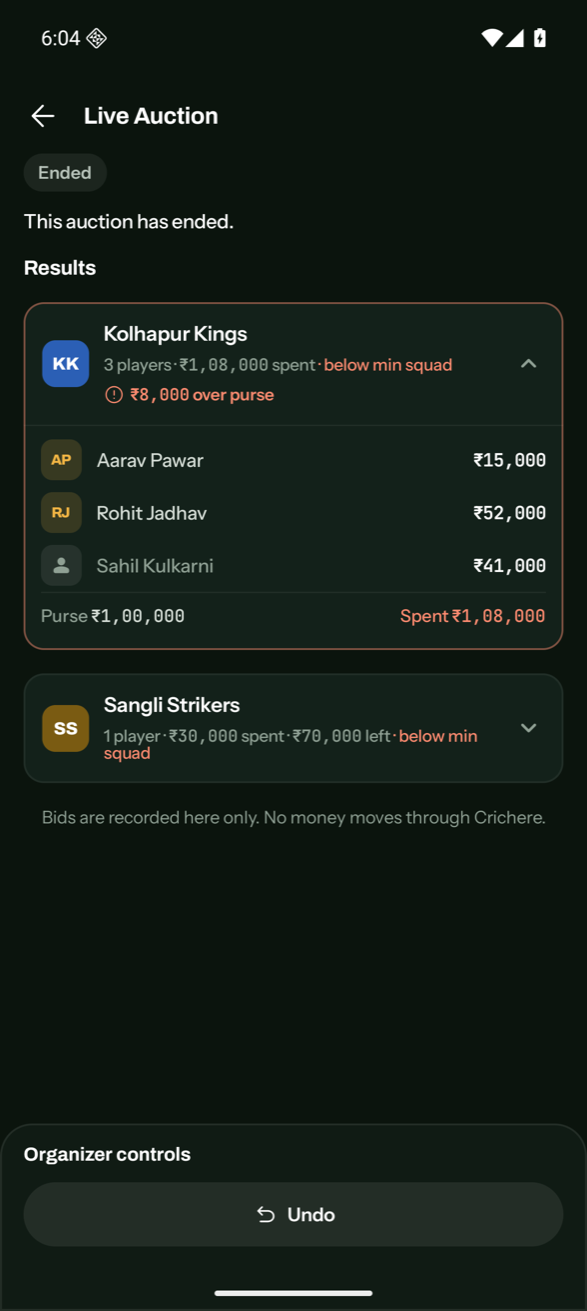 6:04
Live Auction
Ended
This auction has ended.
Results
KK
Kolhapur Kings
3 players·₹1,08,000 spent·below min squad
₹8,000 over purse
AP Aarav Pawar ₹15,000
RJ Rohit Jadhav ₹52,000
Sahil Kulkarni ₹41,000
Purse ₹1,00,000 Spent ₹1,08,000
SS
Sangli Strikers
1 player·₹30,000 spent·₹70,000 left·below min
squad
Bids are recorded here only. No money moves through Crichere.
Organizer controls
Undo